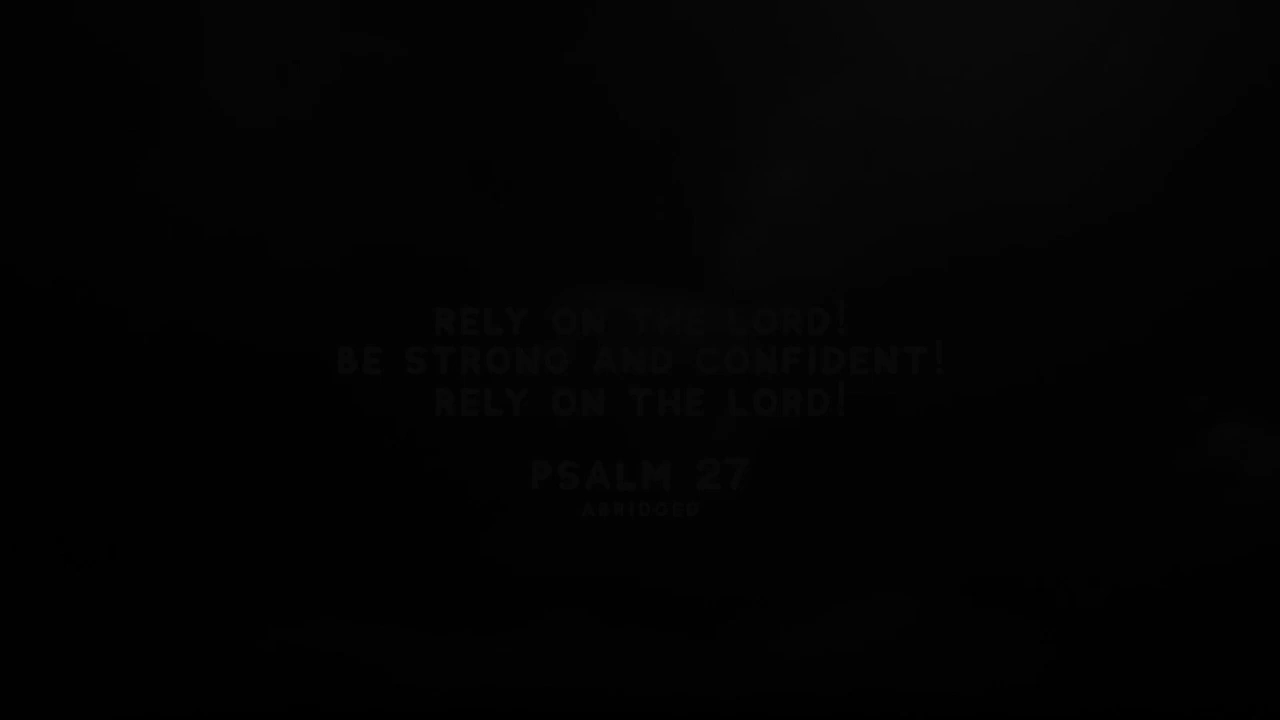 RELY ON THE LORD!
BE STRONG AND CONFIDENT!
RELY ON THE LORD!
PSALM 27
ABRIDGED